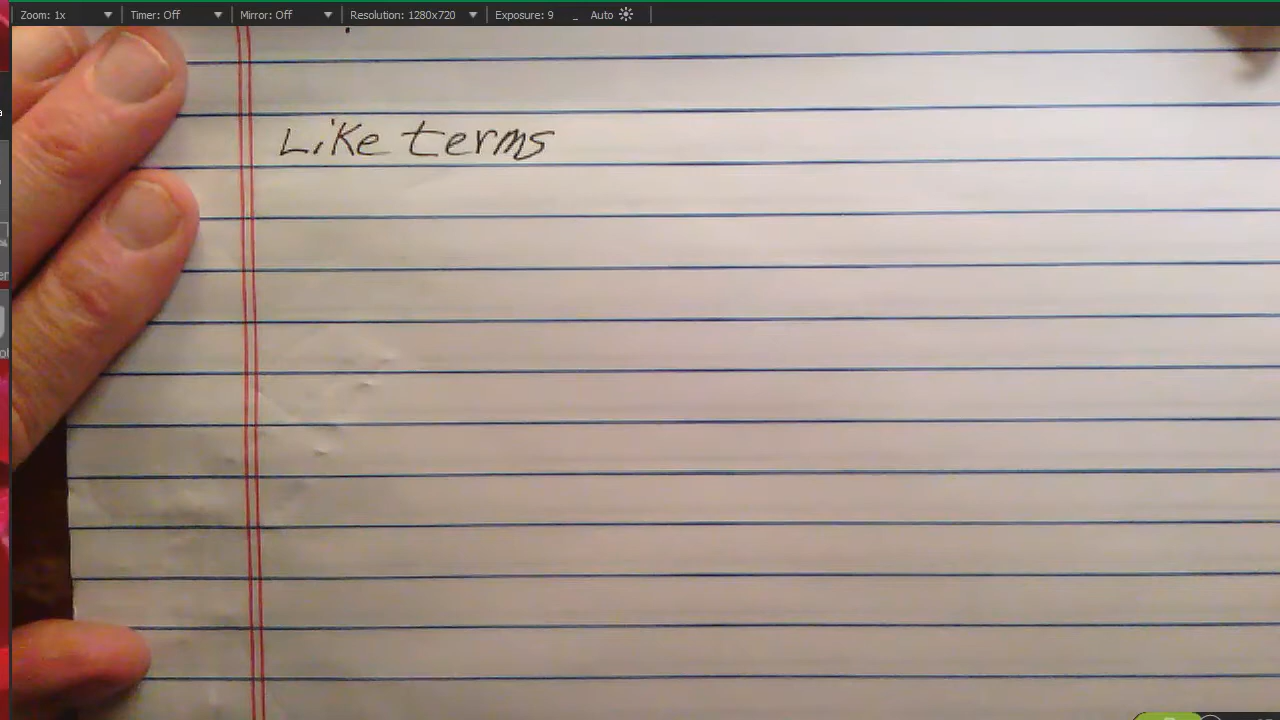 Zoom: 1x Timer: Off Mirror: Off Resolution: 1280x720 Exposure: 9 Auto
Like terms